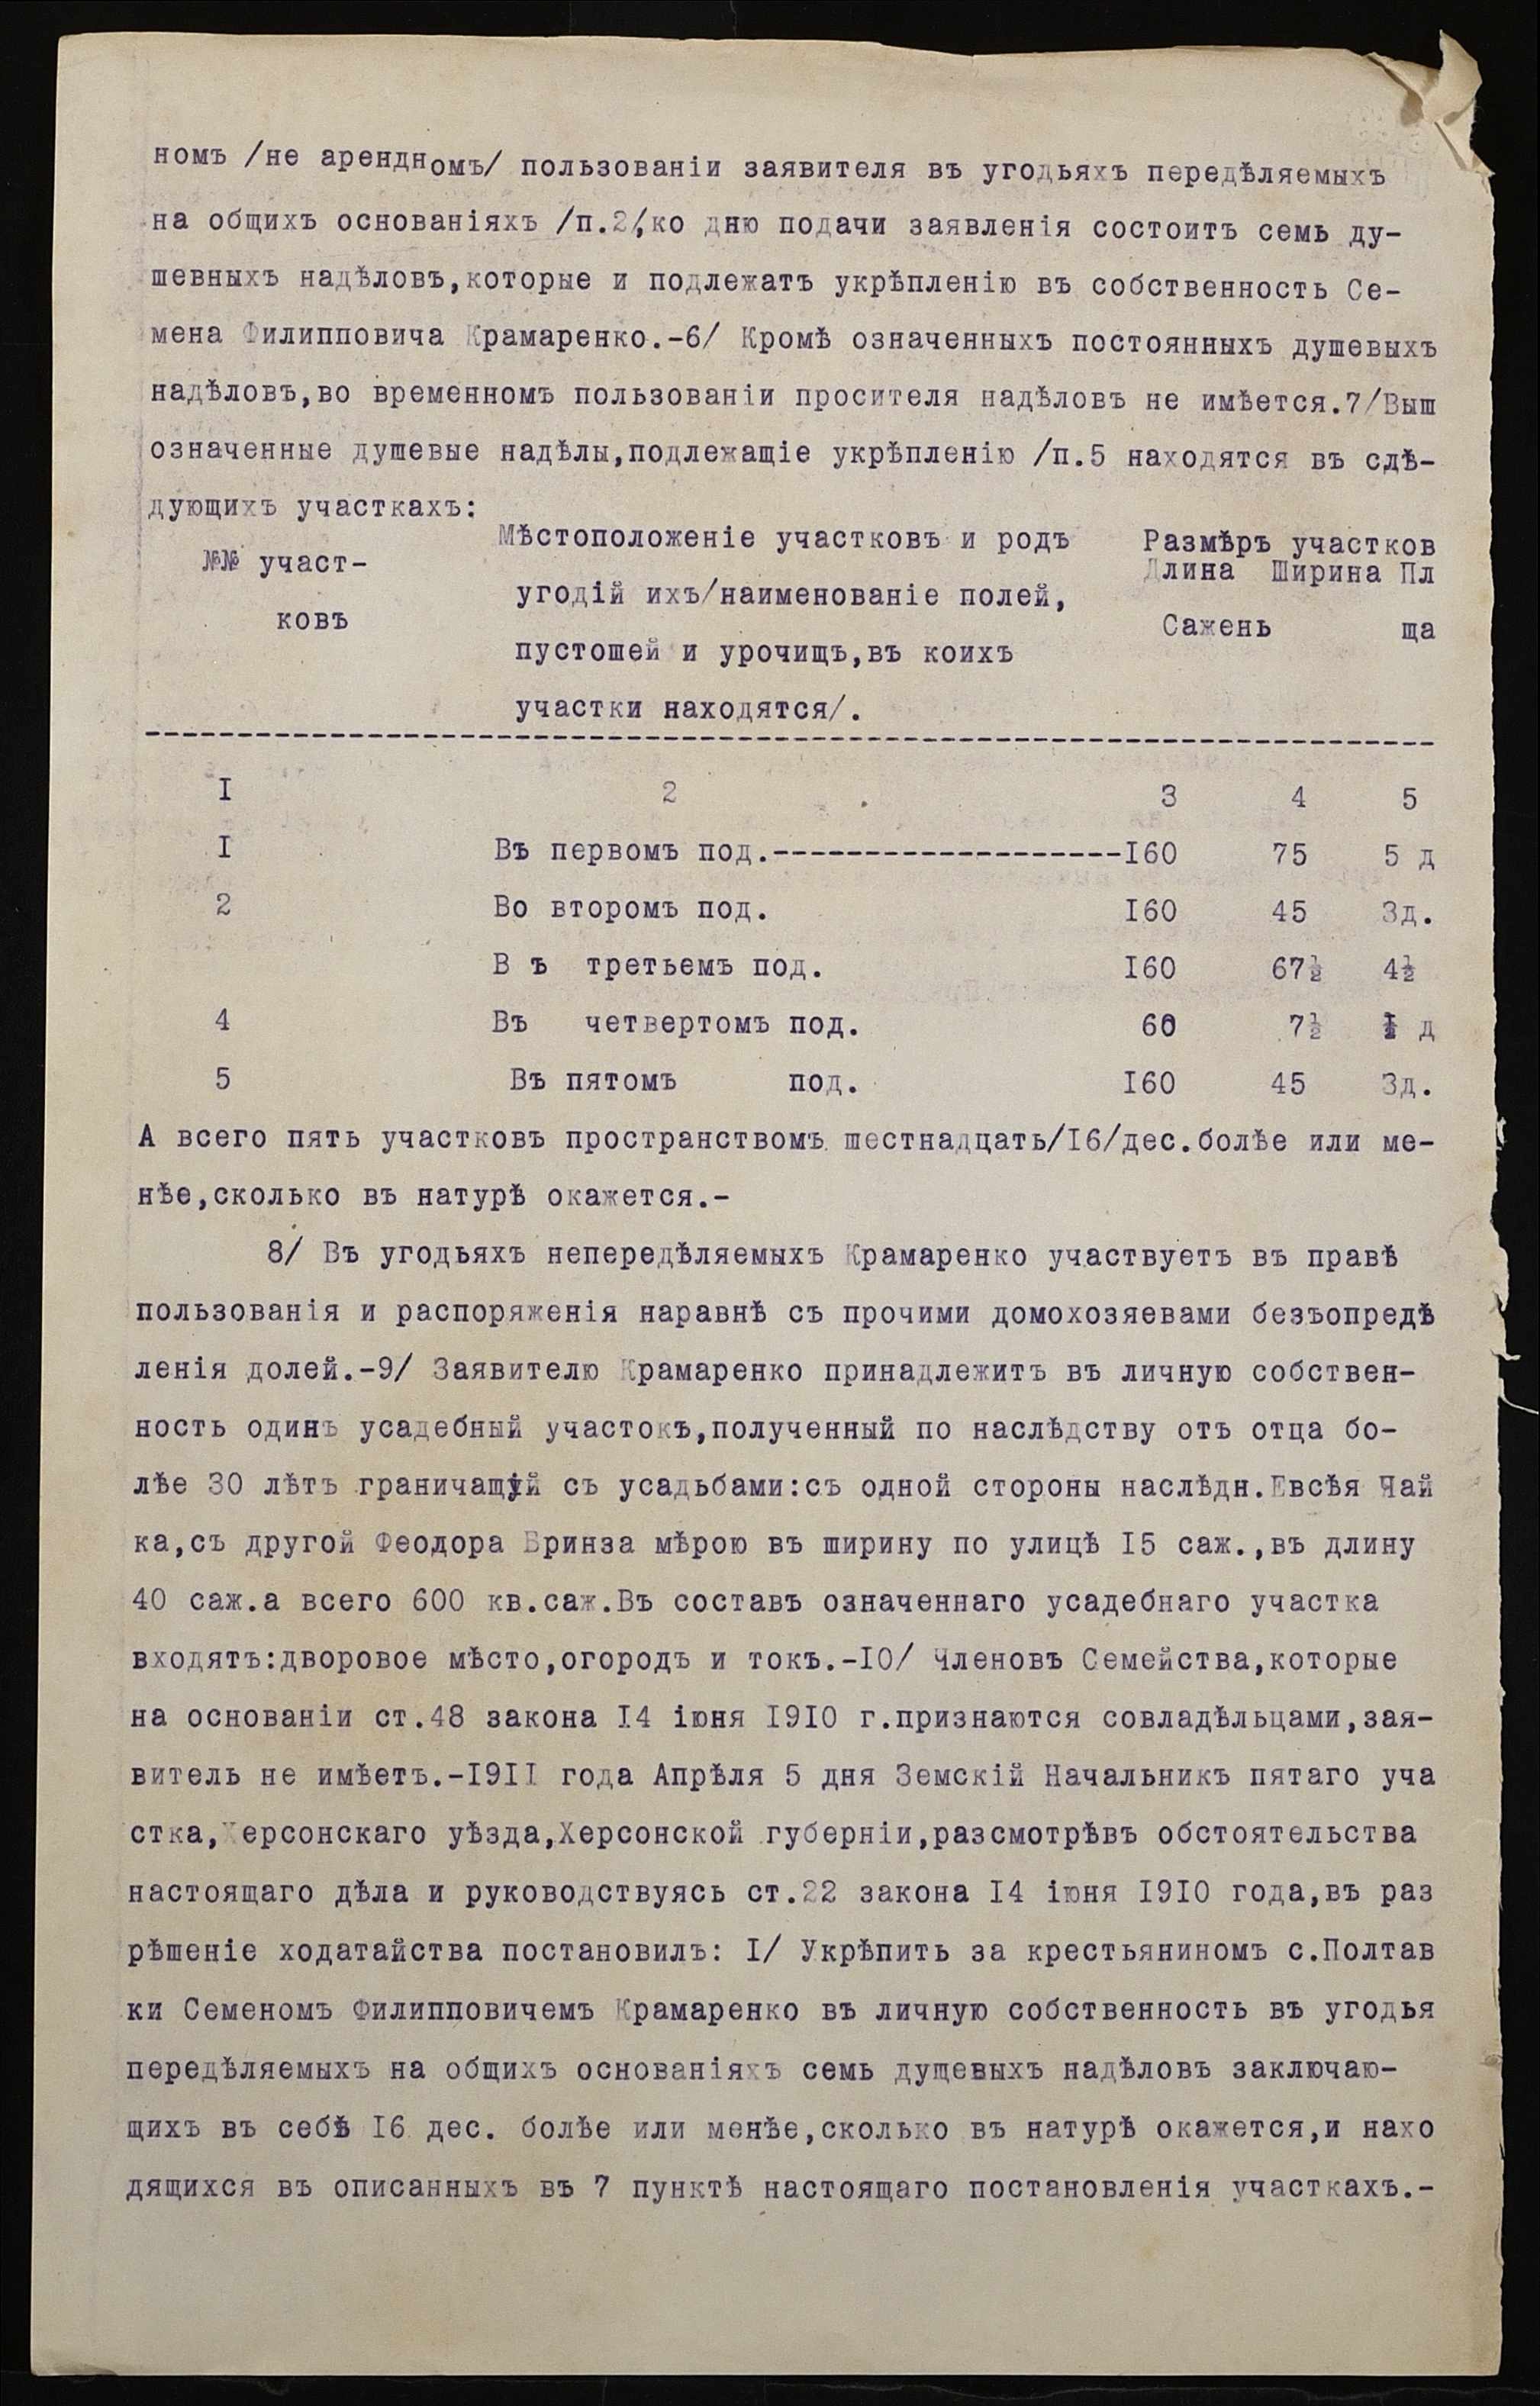 номъ /не арендномъ/ пользованіи заявителя въ угодьяхъ передѣляемыхъ
на общихъ основаніяхъ /п.2/,ко дню подачи заявленія состоитъ семь ду-
шевныхъ надѣловъ,которые и подлежатъ укрѣпленію въ собственность Се-
мена Филипповича Крамаренко.-6/ Кромѣ означенныхъ постоянныхъ душевыхъ
надѣловъ,во временномъ пользованіи просителя надѣловъ не имѣется.7/Выш
означенные душевые надѣлы,подлежащіе укрѣпленію /п.5 находятся въ слѣ-
дующихъ участкахъ:
№№ участ-
ковъ
Мѣстоположеніе участковъ и родъ
угодій ихъ/наименованіе полей,
пустошей и урочищъ,въ коихъ
участки находятся/.
Размѣръ участков
Длина Ширина Пл
Сажень ща
I 2 3 4 5
I Въ первомъ под.-------------------I60 75 5 д
2 Во второмъ под. I60 45 3д.
В ъ третьемъ под. I60 67½ 4½
4 Въ четвертомъ под. 60 7½ ½ д
5 Въ пятомъ под. I60 45 3д.
А всего пять участковъ пространствомъ шестнадцать/I6/дес.болѣе или ме-
нѣе,сколько въ натурѣ окажется.-
8/ Въ угодьяхъ непередѣляемыхъ Крамаренко участвуетъ въ правѣ
пользованія и распоряженія наравнѣ съ прочими домохозяевами безъопредѣ
ленія долей.-9/ Заявителю Крамаренко принадлежитъ въ личную собствен-
ность одинъ усадебный участокъ,полученный по наслѣдству отъ отца бо-
лѣе 30 лѣтъ граничащій съ усадьбами:съ одной стороны наслѣдн.Евсѣя Чай
ка,съ другой Феодора Бринза мѣрою въ ширину по улицѣ I5 саж.,въ длину
40 саж.а всего 600 кв.саж.Въ составъ означеннаго усадебнаго участка
входятъ:дворовое мѣсто,огородъ и токъ.-IO/ Членовъ Семейства,которые
на основаніи ст.48 закона I4 іюня I9IO г.признаются совладѣльцами,зая-
витель не имѣетъ.-I9II года Апрѣля 5 дня Земскій Начальникъ пятаго уча
стка,Херсонскаго уѣзда,Херсонской губерніи,разсмотрѣвъ обстоятельства
настоящаго дѣла и руководствуясь ст.22 закона I4 іюня I9IO года,въ раз
рѣшеніе ходатайства постановилъ: I/ Укрѣпить за крестьяниномъ с.Полтав
ки Семеномъ Филипповичемъ Крамаренко въ личную собственность въ угодья
передѣляемыхъ на общихъ основаніяхъ семь дущевыхъ надѣловъ заключаю-
щихъ въ себѣ I6 дес. болѣе или менѣе,сколько въ натурѣ окажется,и нахо
дящихся въ описанныхъ въ 7 пунктѣ настоящаго постановленія участкахъ.-